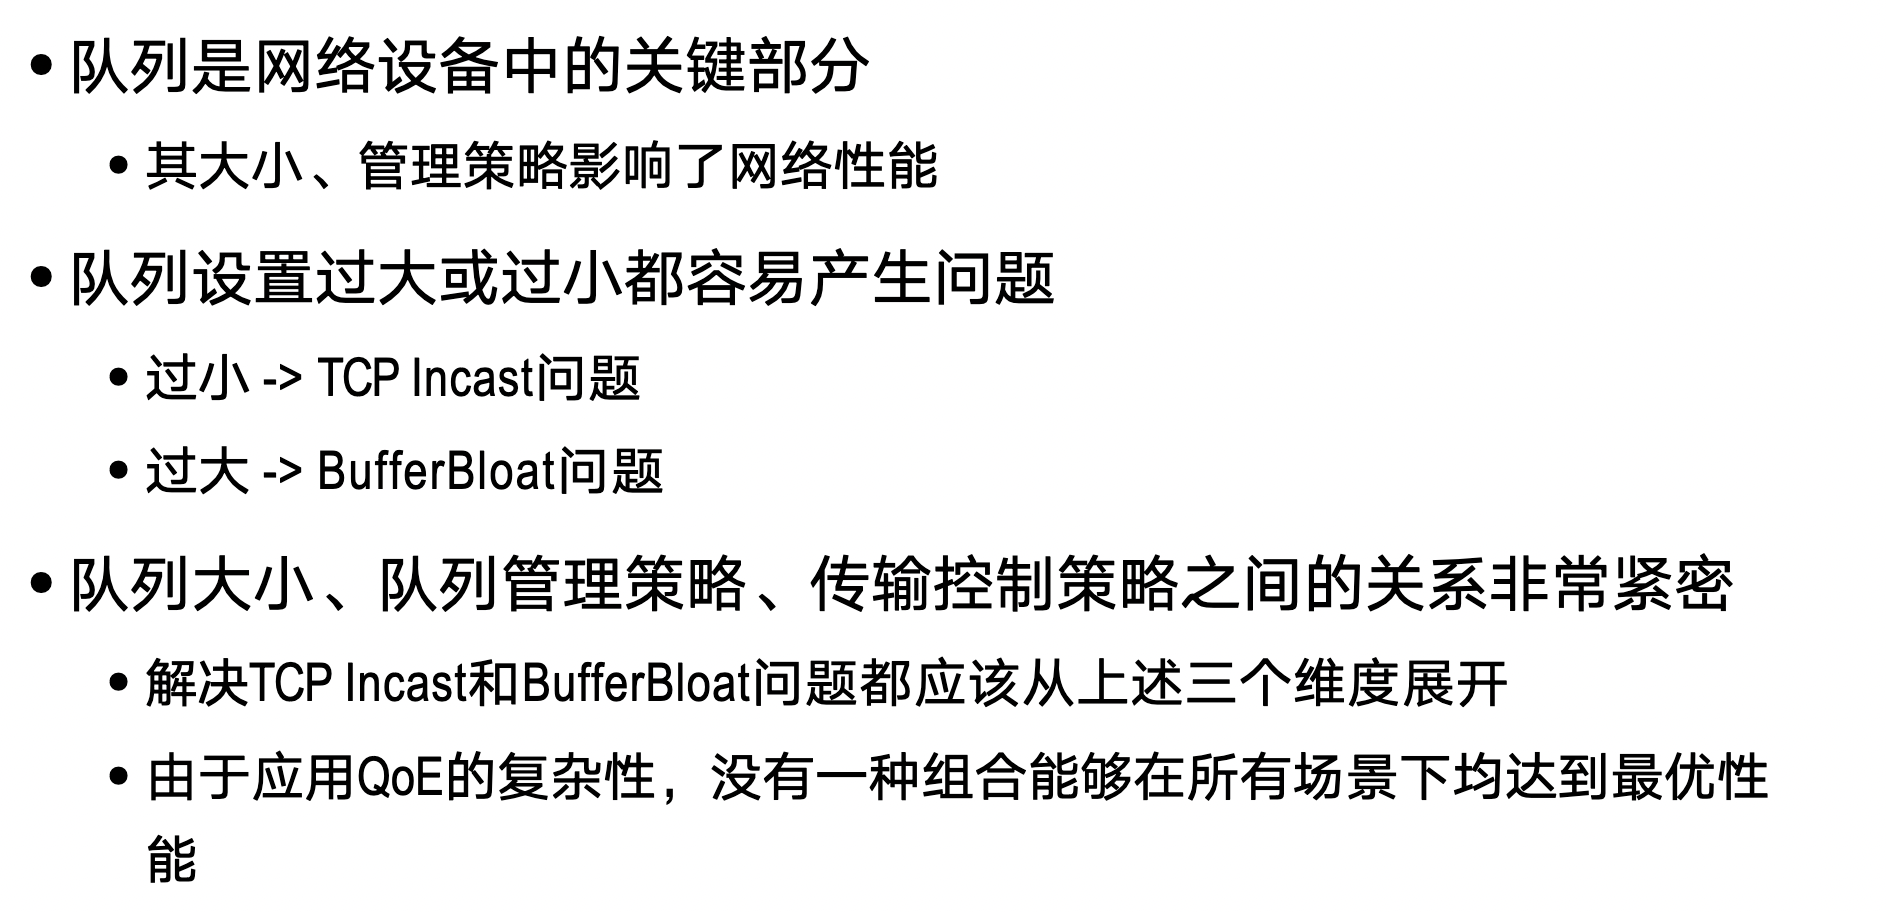 • 队列是网络设备中的关键部分
• 其大小、管理策略影响了网络性能
• 队列设置过大或过小都容易产生问题
• 过小 -> TCP Incast问题
• 过大 -> BufferBloat问题
• 队列大小、队列管理策略、传输控制策略之间的关系非常紧密
• 解决TCP Incast和BufferBloat问题都应该从上述三个维度展开
• 由于应用QoE的复杂性，没有一种组合能够在所有场景下均达到最优性
能